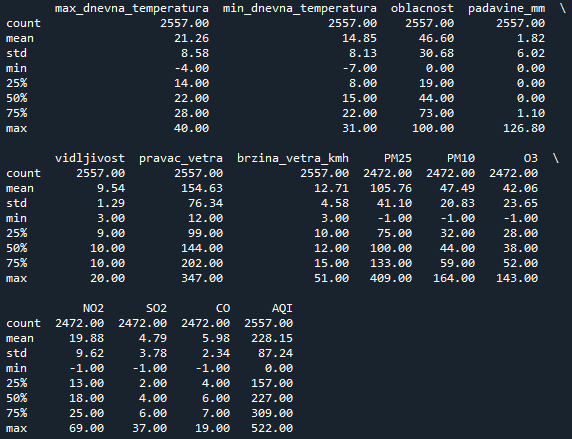 max_dnevna_temperatura min_dnevna_temperatura oblacnost padavine_mm \
count 2557.00 2557.00 2557.00 2557.00
mean 21.26 14.85 46.60 1.82
std 8.58 8.13 30.68 6.02
min -4.00 -7.00 0.00 0.00
25% 14.00 8.00 19.00 0.00
50% 22.00 15.00 44.00 0.00
75% 28.00 22.00 73.00 1.10
max 40.00 31.00 100.00 126.80
vidljivost pravac_vetra brzina_vetra_kmh PM25 PM10 O3 \
count 2557.00 2557.00 2557.00 2472.00 2472.00 2472.00
mean 9.54 154.63 12.71 105.76 47.49 42.06
std 1.29 76.34 4.58 41.10 20.83 23.65
min 3.00 12.00 3.00 -1.00 -1.00 -1.00
25% 9.00 99.00 10.00 75.00 32.00 28.00
50% 10.00 144.00 12.00 100.00 44.00 38.00
75% 10.00 202.00 15.00 133.00 59.00 52.00
max 20.00 347.00 51.00 409.00 164.00 143.00
NO2 SO2 CO AQI
count 2472.00 2472.00 2472.00 2557.00
mean 19.88 4.79 5.98 228.15
std 9.62 3.78 2.34 87.24
min -1.00 -1.00 -1.00 0.00
25% 13.00 2.00 4.00 157.00
50% 18.00 4.00 6.00 227.00
75% 25.00 6.00 7.00 309.00
max 69.00 37.00 19.00 522.00